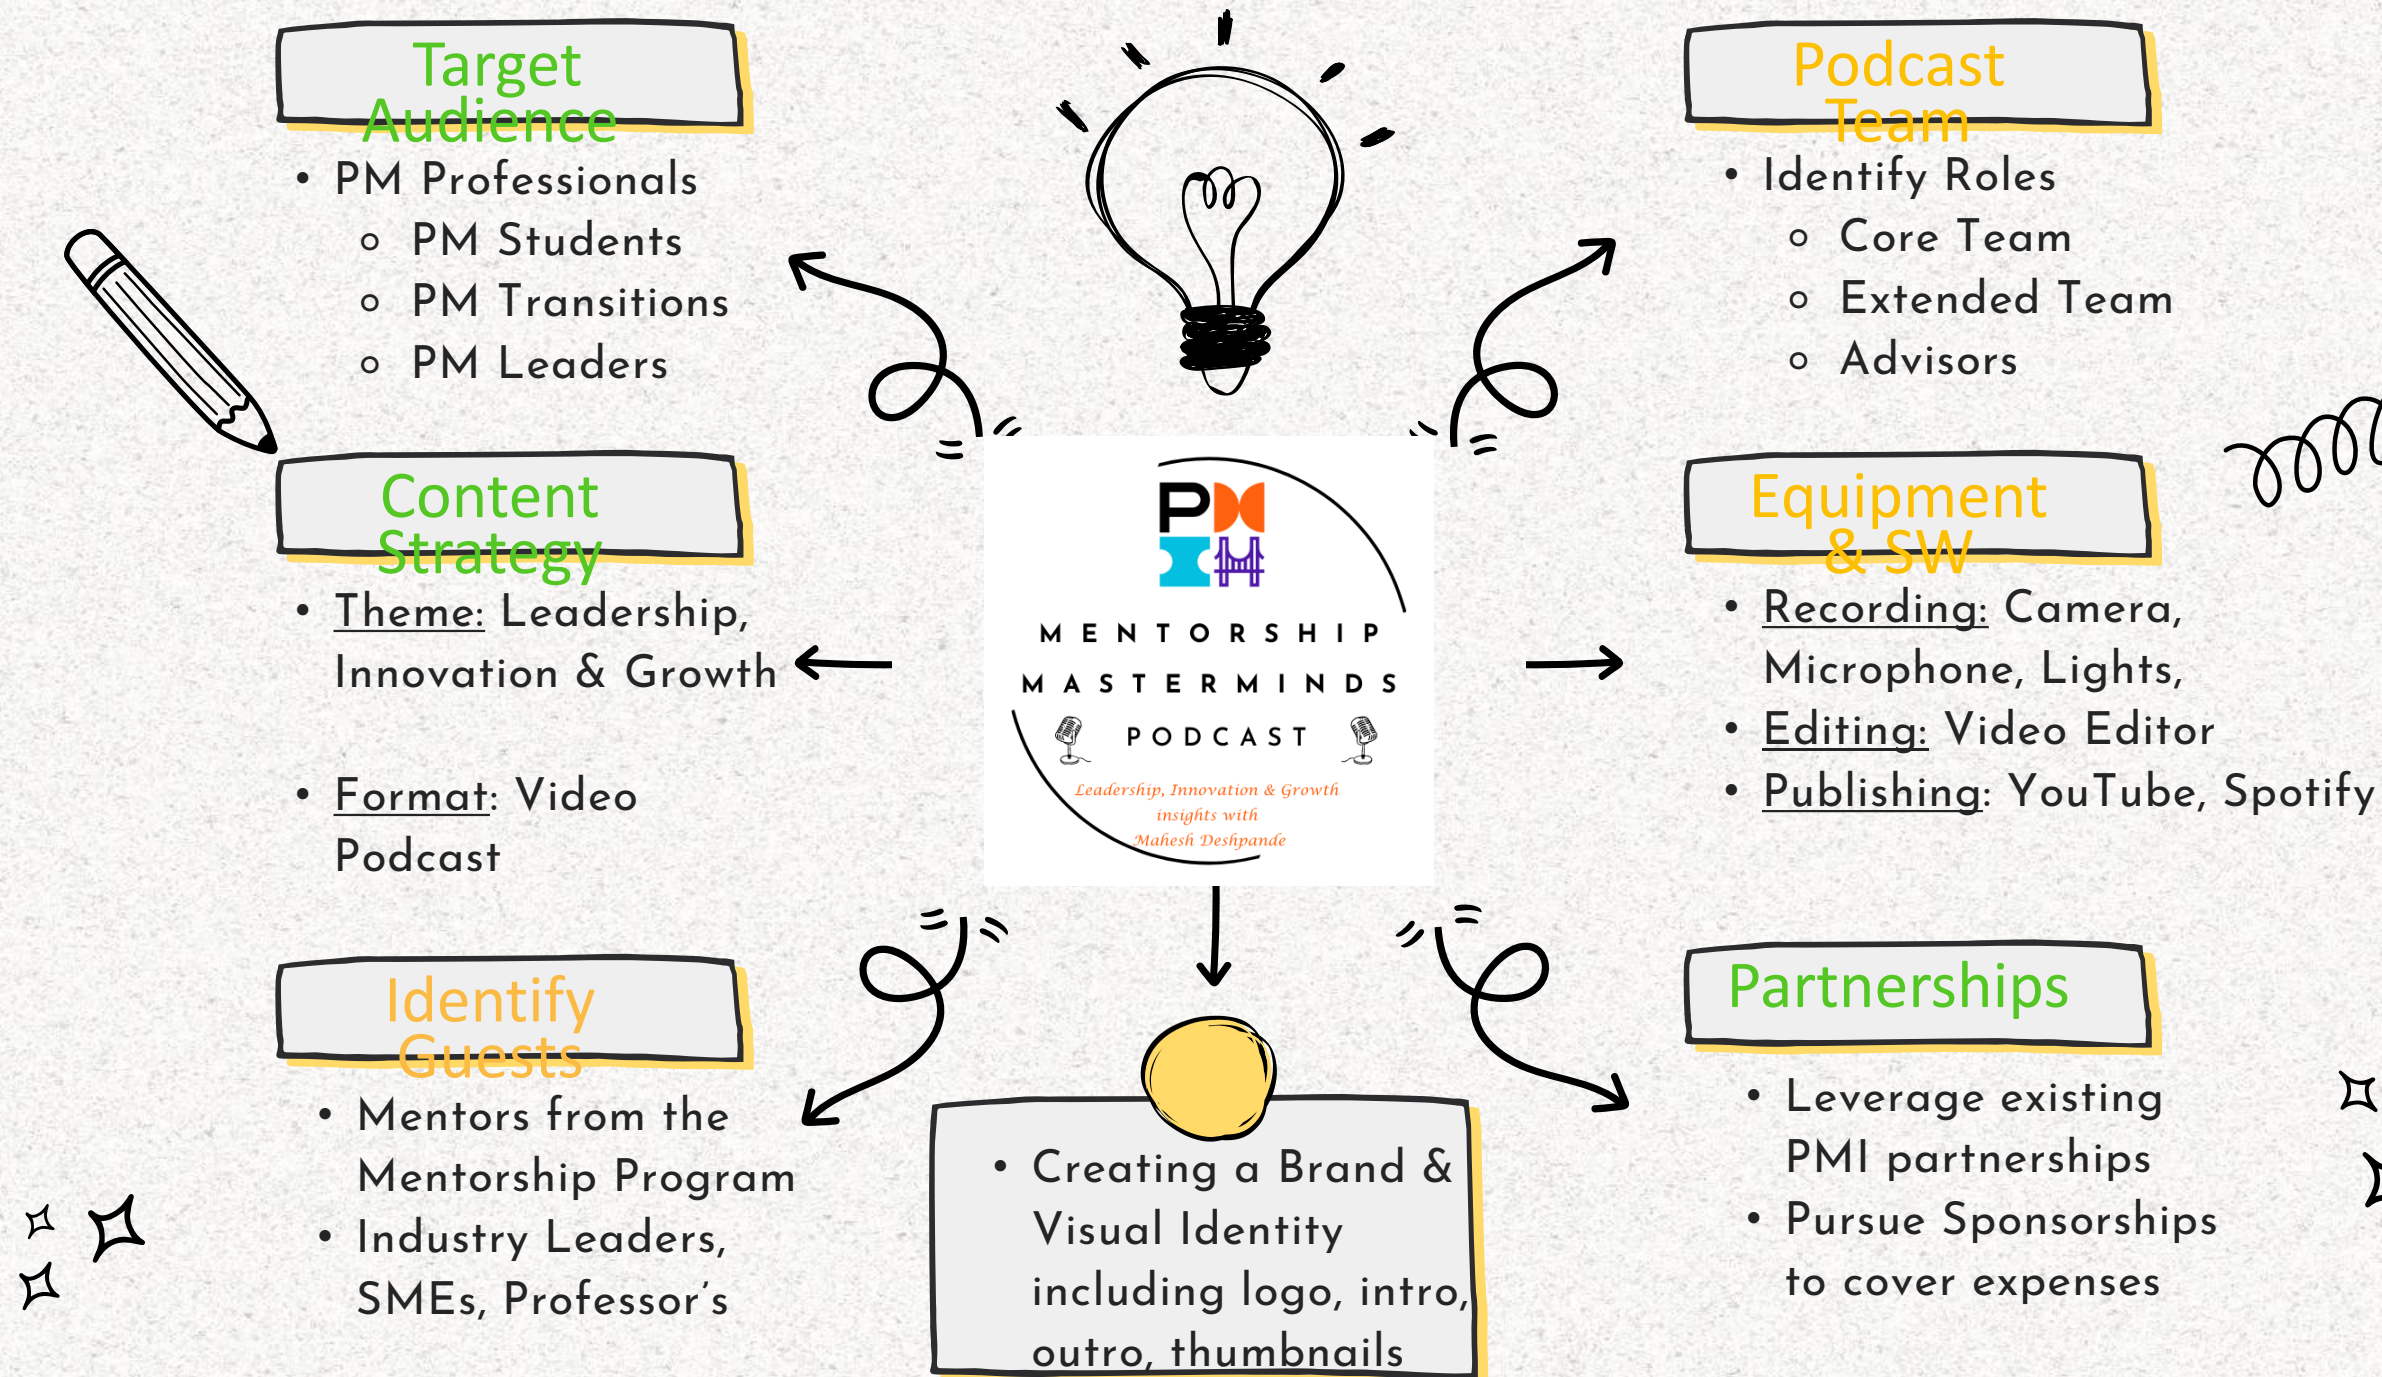 Target
Audience
• PM Professionals
○ PM Students
○ PM Transitions
○ PM Leaders
Content
Strategy
• Theme: Leadership,
Innovation & Growth
• Format: Video
Podcast
Identify
Guests
• Mentors from the
Mentorship Program
• Industry Leaders,
SMEs, Professor's
PM
MENTORSHIP
MASTERMINDS
PODCAST
Leadership, Innovation & Growth
insights with
Mahesh Deshpande
• Creating a Brand &
Visual Identity
including logo, intro,
outro, thumbnails
Podcast
Team
• Identify Roles
○ Core Team
○ Extended Team
○ Advisors
Equipment
& SW
• Recording: Camera,
Microphone, Lights,
• Editing: Video Editor
• Publishing: YouTube, Spotify
Partnerships
• Leverage existing
PMI partnerships
• Pursue Sponsorships
to cover expenses